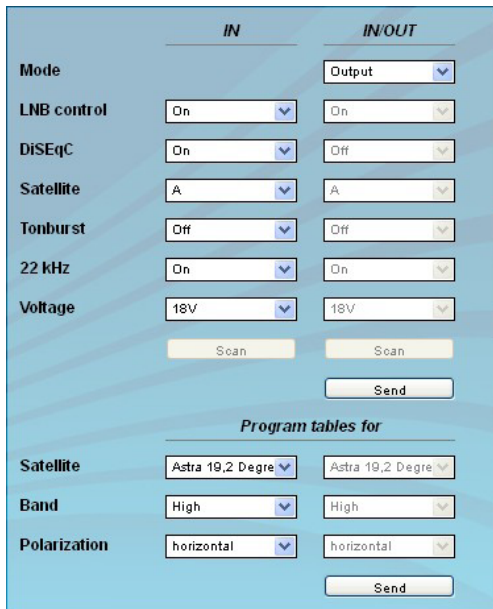 IN IN/OUT
Mode Output
LNB control On On
DiSEqC On Off
Satellite A A
Tonburst Off Off
22 kHz On On
Voltage 18V 18V
Scan Scan
Send
Program tables for
Satellite Astra 19,2 Degre Astra 19,2 Degre
Band High High
Polarization horizontal horizontal
Send